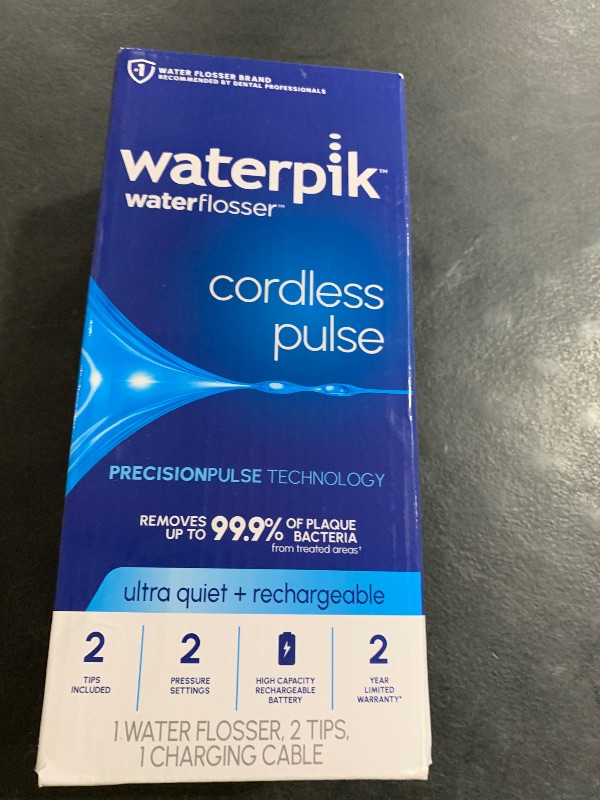 #1 WATER FLOSSER BRAND
RECOMMENDED BY DENTAL PROFESSIONALS
waterpik™
waterflosser™
cordless
pulse
PRECISIONPULSE TECHNOLOGY
REMOVES UP TO 99.9% OF PLAQUE BACTERIA
from treated areas†
ultra quiet + rechargeable
2 TIPS INCLUDED
2 PRESSURE SETTINGS
HIGH CAPACITY RECHARGEABLE BATTERY
2 YEAR LIMITED WARRANTY*
1 WATER FLOSSER, 2 TIPS,
1 CHARGING CABLE